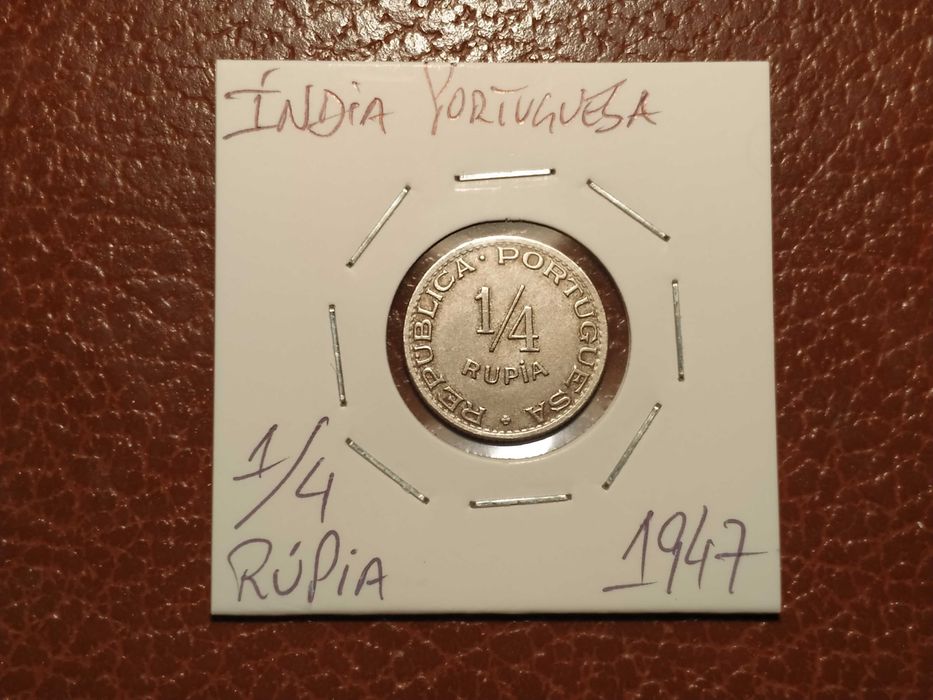 ÍNDIA PORTUGUESA
REPUBLICA · PORTUGUESA
1/4
RUPIA
1/4
RÚPIA
1947